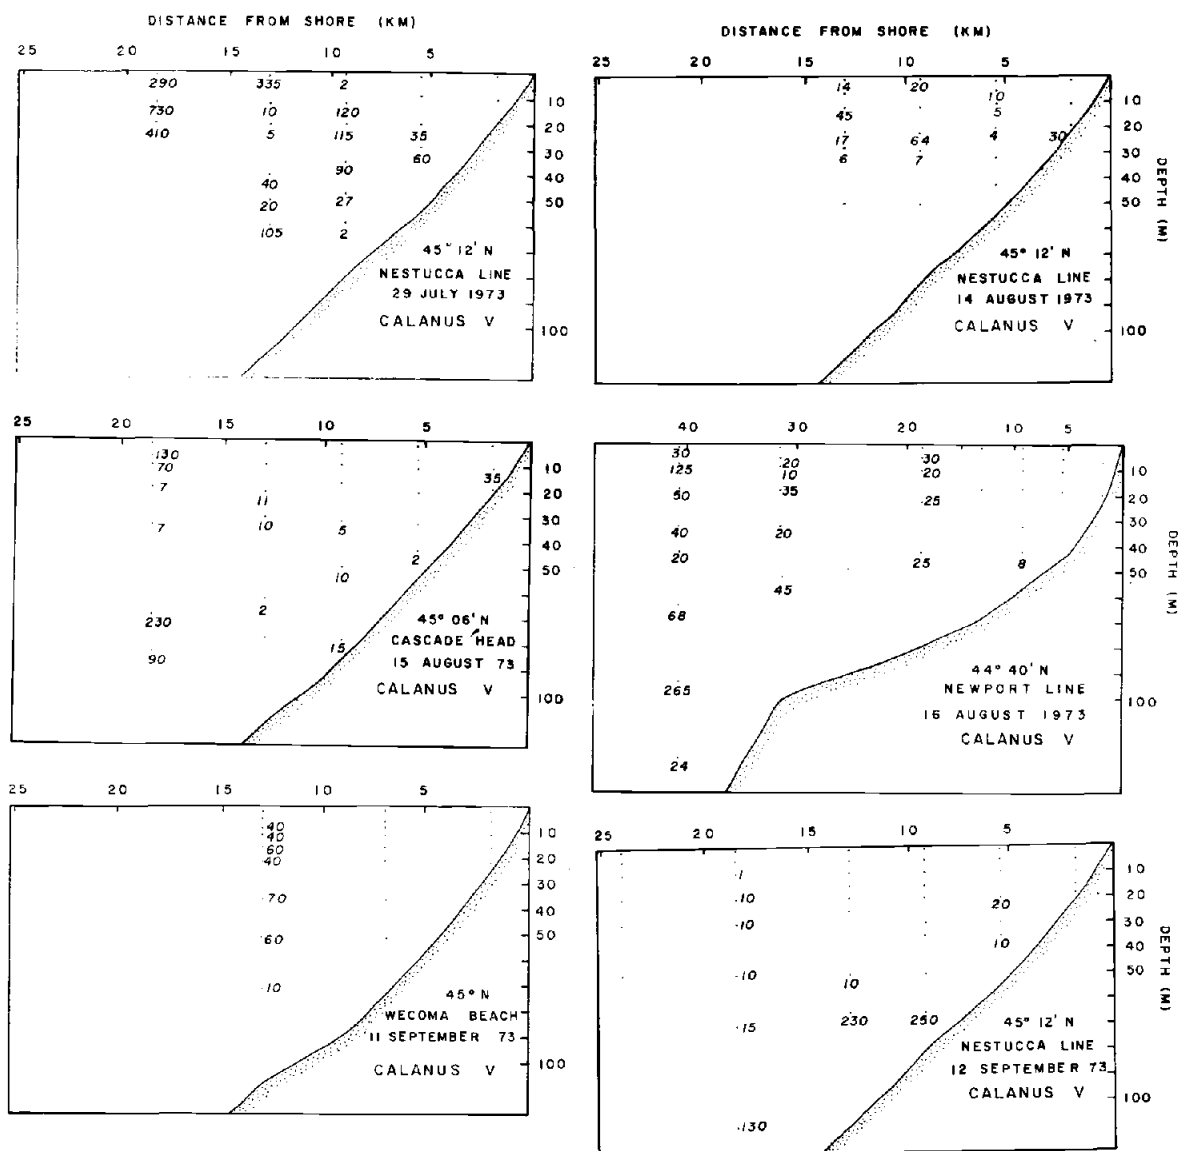 DISTANCE FROM SHORE (KM)
25 20 15 10 5
290 335 2
730 10 120
410 5 115 35
60
90
40
20 27
105 2
10
20
30
40
50
100
45° 12' N
NESTUCCA LINE
29 JULY 1973
CALANUS V
DISTANCE FROM SHORE (KM)
25 20 15 10 5
14 20
10
45 5
17 64 4 30
6 7
10
20
30
40
50
100
DEPTH (M)
45° 12' N
NESTUCCA LINE
14 AUGUST 1973
CALANUS V
25 20 15 10 5
130
70
7 35
11
7 10 5
2
10
2
230
15
90
10
20
30
40
50
100
45° 06' N
CASCADE HEAD
15 AUGUST 73
CALANUS V
40 30 20 10 5
30 20 30
125 10 20
50 35 25
40 20
20 25 8
45
68
265
24
10
20
30
40
50
100
DEPTH (M)
44° 40' N
NEWPORT LINE
16 AUGUST 1973
CALANUS V
25 20 15 10 5
40
40
60
40
70
60
10
10
20
30
40
50
100
45° N
WECOMA BEACH
11 SEPTEMBER 73
CALANUS V
25 20 15 10 5
1
10 20
10
10
10 10
15 230 250
130
10
20
30
40
50
100
DEPTH (M)
45° 12' N
NESTUCCA LINE
12 SEPTEMBER 73
CALANUS V